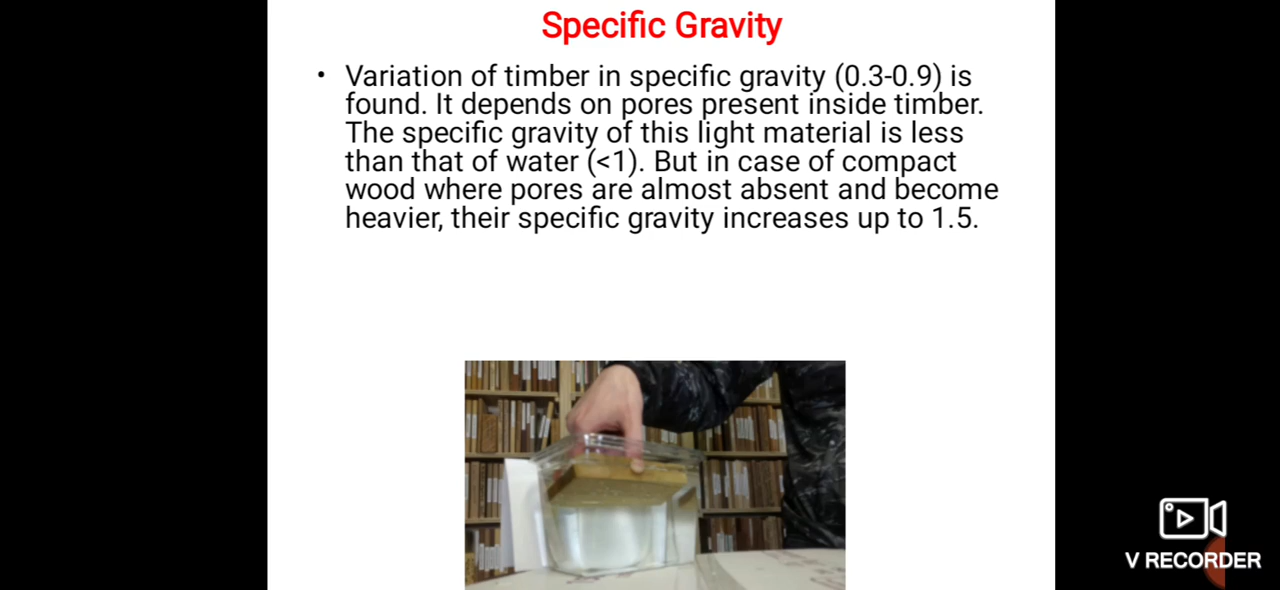 Specific Gravity
• Variation of timber in specific gravity (0.3-0.9) is
found. It depends on pores present inside timber.
The specific gravity of this light material is less
than that of water (<1). But in case of compact
wood where pores are almost absent and become
heavier, their specific gravity increases up to 1.5.
V RECORDER